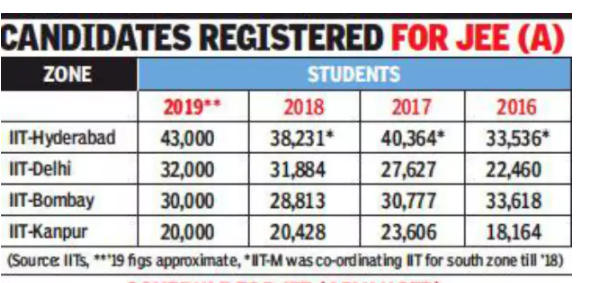 CANDIDATES REGISTERED FOR JEE (A)
ZONE STUDENTS
2019** 2018 2017 2016
IIT-Hyderabad 43,000 38,231* 40,364* 33,536*
IIT-Delhi 32,000 31,884 27,627 22,460
IIT-Bombay 30,000 28,813 30,777 33,618
IIT-Kanpur 20,000 20,428 23,606 18,164
(Source: IITs, **'19 figs approximate, *IIT-M was co-ordinating IIT for south zone till '18)